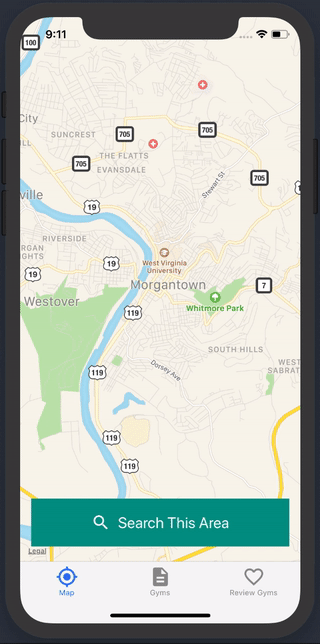 100
9:11
City
705
705
SUNCREST
THE FLATTS
705
EVANSDALE
705
Stewart St
ville
19
RIVERSIDE
RGAN
GHTS
19
19
West Virginia
University
Morgantown
7
Westover
Whitmore Park
119
SOUTH HILLS
WEST
SABRAT
Dorsey Ave
119
119
119
Search This Area
Legal
Map
Gyms
Review Gyms